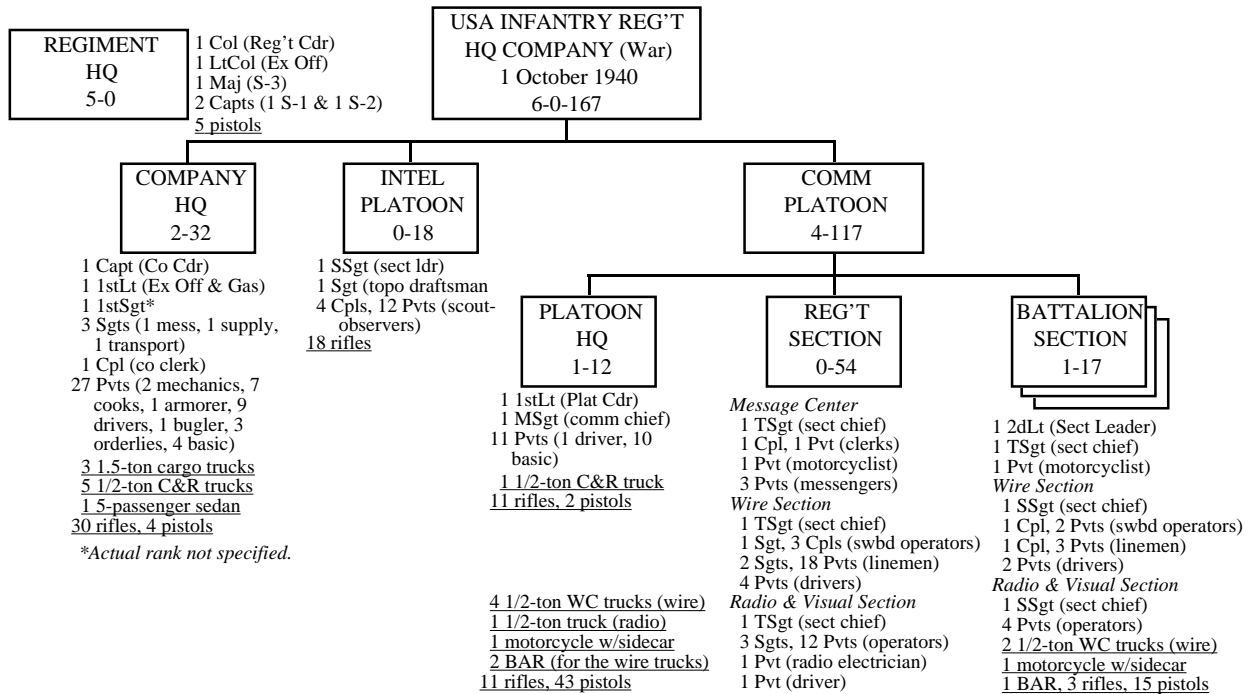 USA INFANTRY REG'T
HQ COMPANY (War)
1 October 1940
6-0-167
REGIMENT
HQ
5-0
1 Col (Reg't Cdr)
1 LtCol (Ex Off)
1 Maj (S-3)
2 Capts (1 S-1 & 1 S-2)
5 pistols
COMPANY
HQ
2-32
1 Capt (Co Cdr)
1 1stLt (Ex Off & Gas)
1 1stSgt*
3 Sgts (1 mess, 1 supply,
1 transport)
1 Cpl (co clerk)
27 Pvts (2 mechanics, 7
cooks, 1 armorer, 9
drivers, 1 bugler, 3
orderlies, 4 basic)
3 1.5-ton cargo trucks
5 1/2-ton C&R trucks
1 5-passenger sedan
30 rifles, 4 pistols
*Actual rank not specified.
INTEL
PLATOON
0-18
1 SSgt (sect ldr)
1 Sgt (topo draftsman
4 Cpls, 12 Pvts (scout-
observers)
18 rifles
COMM
PLATOON
4-117
PLATOON
HQ
1-12
1 1stLt (Plat Cdr)
1 MSgt (comm chief)
11 Pvts (1 driver, 10
basic)
1 1/2-ton C&R truck
11 rifles, 2 pistols
REG'T
SECTION
0-54
Message Center
1 TSgt (sect chief)
1 Cpl, 1 Pvt (clerks)
1 Pvt (motorcyclist)
3 Pvts (messengers)
Wire Section
1 TSgt (sect chief)
1 Sgt, 3 Cpls (swbd operators)
2 Sgts, 18 Pvts (linemen)
4 Pvts (drivers)
Radio & Visual Section
1 TSgt (sect chief)
3 Sgts, 12 Pvts (operators)
1 Pvt (radio electrician)
1 Pvt (driver)
4 1/2-ton WC trucks (wire)
1 1/2-ton truck (radio)
1 motorcycle w/sidecar
2 BAR (for the wire trucks)
11 rifles, 43 pistols
BATTALION
SECTION
1-17
1 2dLt (Sect Leader)
1 TSgt (sect chief)
1 Pvt (motorcyclist)
Wire Section
1 SSgt (sect chief)
1 Cpl, 2 Pvts (swbd operators)
1 Cpl, 3 Pvts (linemen)
2 Pvts (drivers)
Radio & Visual Section
1 SSgt (sect chief)
4 Pvts (operators)
2 1/2-ton WC trucks (wire)
1 motorcycle w/sidecar
1 BAR, 3 rifles, 15 pistols